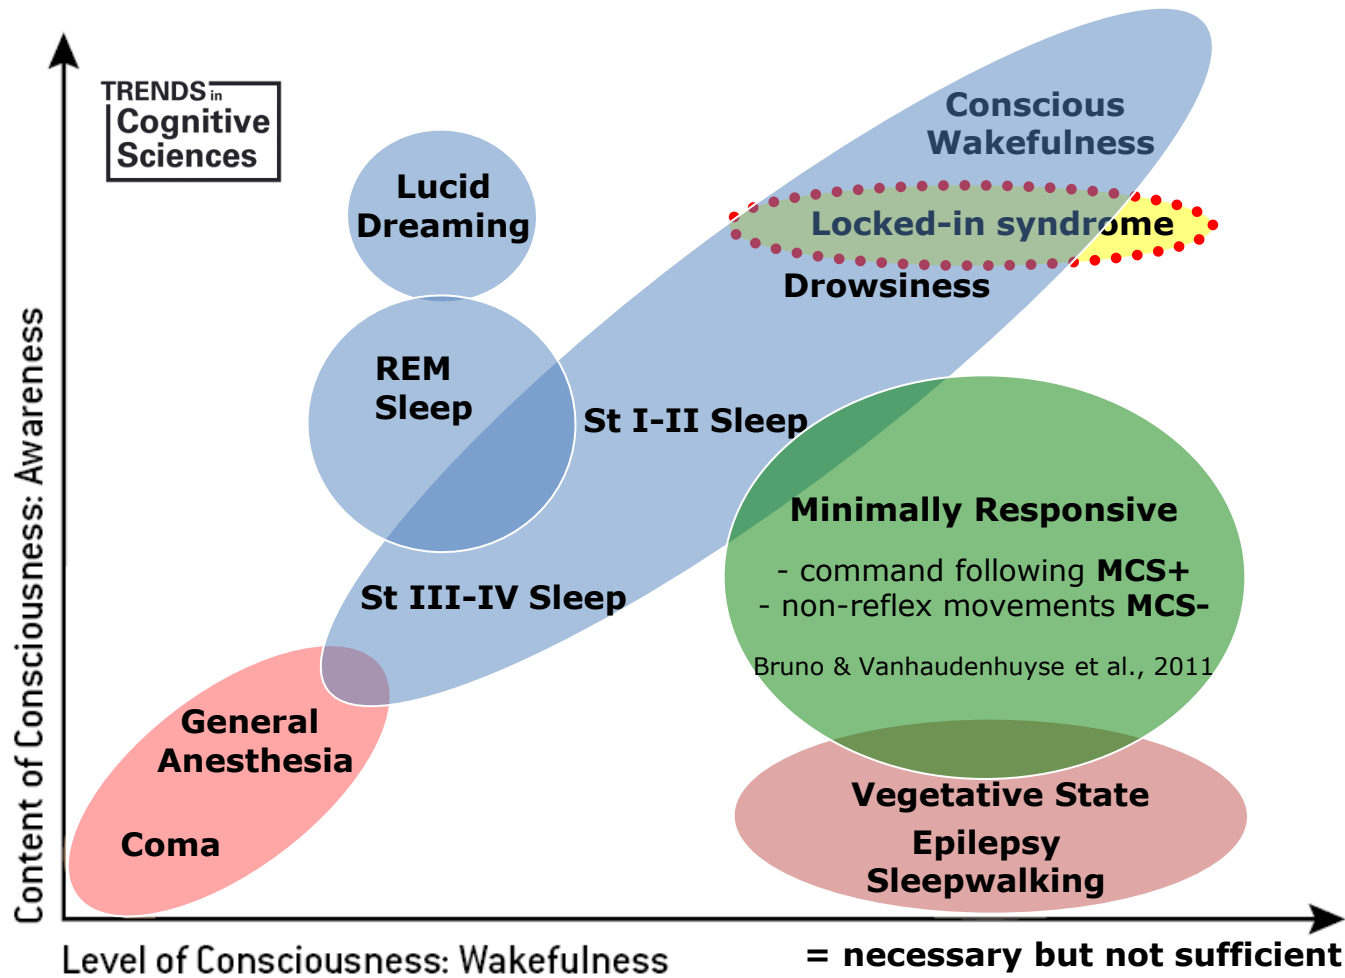 TRENDS in
Cognitive
Sciences
Conscious
Wakefulness
Lucid
Dreaming
Locked-in syndrome
Drowsiness
REM
Sleep
St I-II Sleep
Minimally Responsive
- command following MCS+
- non-reflex movements MCS-
Bruno & Vanhaudenhuyse et al., 2011
St III-IV Sleep
General
Anesthesia
Coma
Vegetative State
Epilepsy
Sleepwalking
Content of Consciousness: Awareness
Level of Consciousness: Wakefulness
= necessary but not sufficient